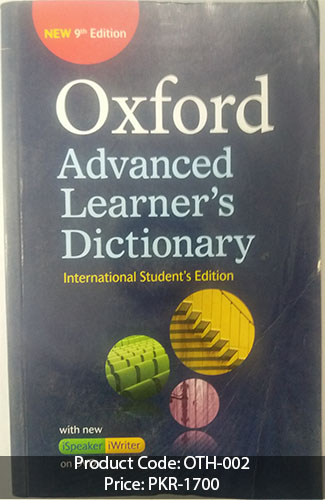 NEW 9th Edition
Oxford
Advanced
Learner's
Dictionary
International Student's Edition
with new
iSpeaker iWriter
on
Product Code: OTH-002
Price: PKR-1700